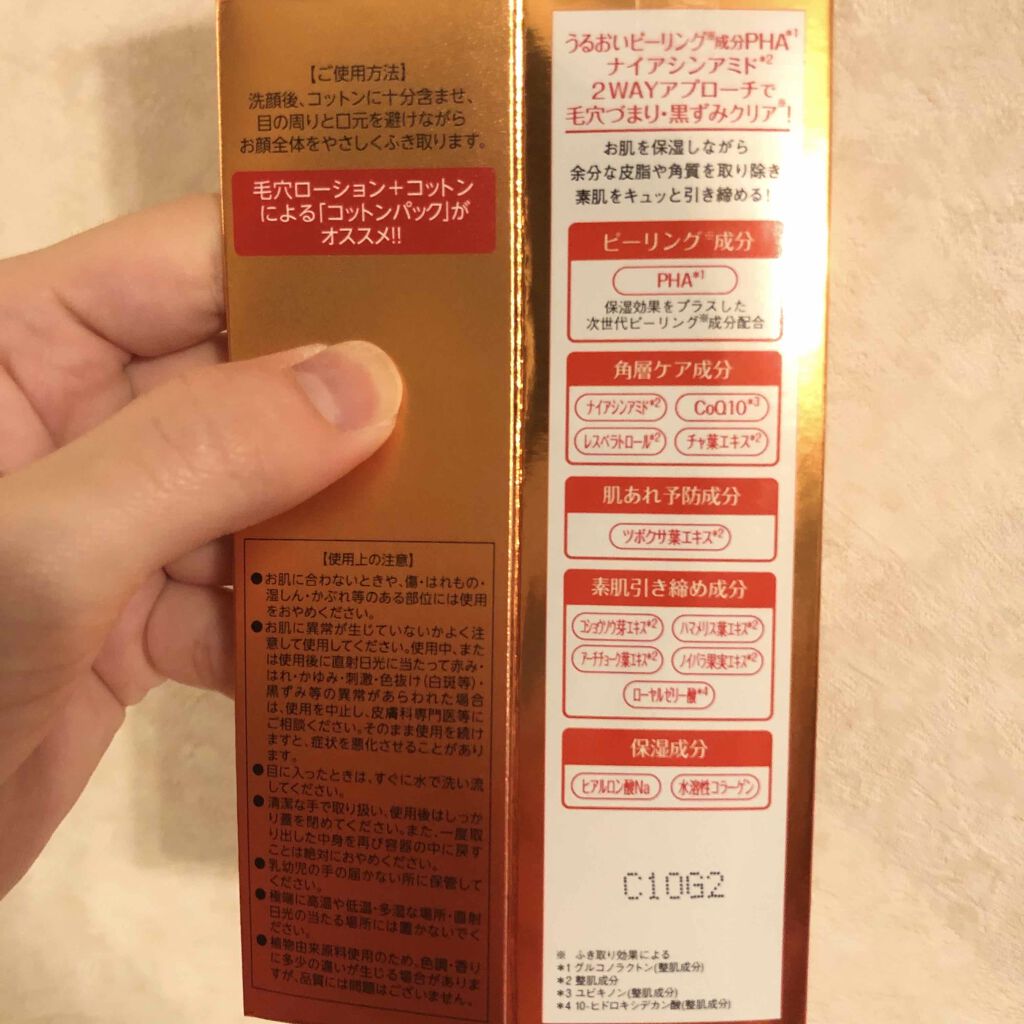 【ご使用方法】
洗顔後、コットンに十分含ませ、
目の周りと口元を避けながら
お顔全体をやさしくふき取ります。
毛穴ローション+コットン
による「コットンパック」が
オススメ!!
【使用上の注意】
●お肌に合わないときや、傷・はれもの・
湿しん・かぶれ等のある部位には使用
をおやめください。
●お肌に異常が生じていないかよく注
意して使用してください。使用中、また
は使用後に直射日光に当たって赤み・
はれ・かゆみ・刺激・色抜け(白斑等)・
黒ずみ等の異常があらわれた場合
は、使用を中止し、皮膚科専門医等に
ご相談ください。そのまま使用を続け
ますと、症状を悪化させることがあり
ます。
●目に入ったときは、すぐに水で洗い流
してください。
●清潔な手で取り扱い、使用後はしっか
り蓋を閉めてください。また、一度取
り出した中身を再び容器の中に戻す
ことは絶対におやめください。
●乳幼児の手の届かない所に保管して
ください。
●極端に高温や低温・多湿な場所・直射
日光の当たる場所には置かないでく
ださい。
●植物由来原料使用のため、色調・香り
に多少の違いが生じる場合がありま
すが、品質には問題はございません。
うるおいピーリング※成分PHA*1
ナイアシンアミド*2
2WAYアプローチで
毛穴づまり・黒ずみクリア※!
お肌を保湿しながら
余分な皮脂や角質を取り除き
素肌をキュッと引き締める!
ピーリング※成分
PHA*1
保湿効果をプラスした
次世代ピーリング※成分配合
角層ケア成分
ナイアシンアミド*2 CoQ10*3
レスベラトロール*2 チャ葉エキス*2
肌あれ予防成分
ツボクサ葉エキス*2
素肌引き締め成分
コショウソウ芽エキス*2 ハマメリス葉エキス*2
アーチチョーク葉エキス*2 ノイバラ果実エキス*2
ローヤルゼリー酸*4
保湿成分
ヒアルロン酸Na 水溶性コラーゲン
C10G2
※ ふき取り効果による
*1 グルコノラクトン(整肌成分)
*2 整肌成分
*3 ユビキノン(整肌成分)
*4 10-ヒドロキシデカン酸(整肌成分)